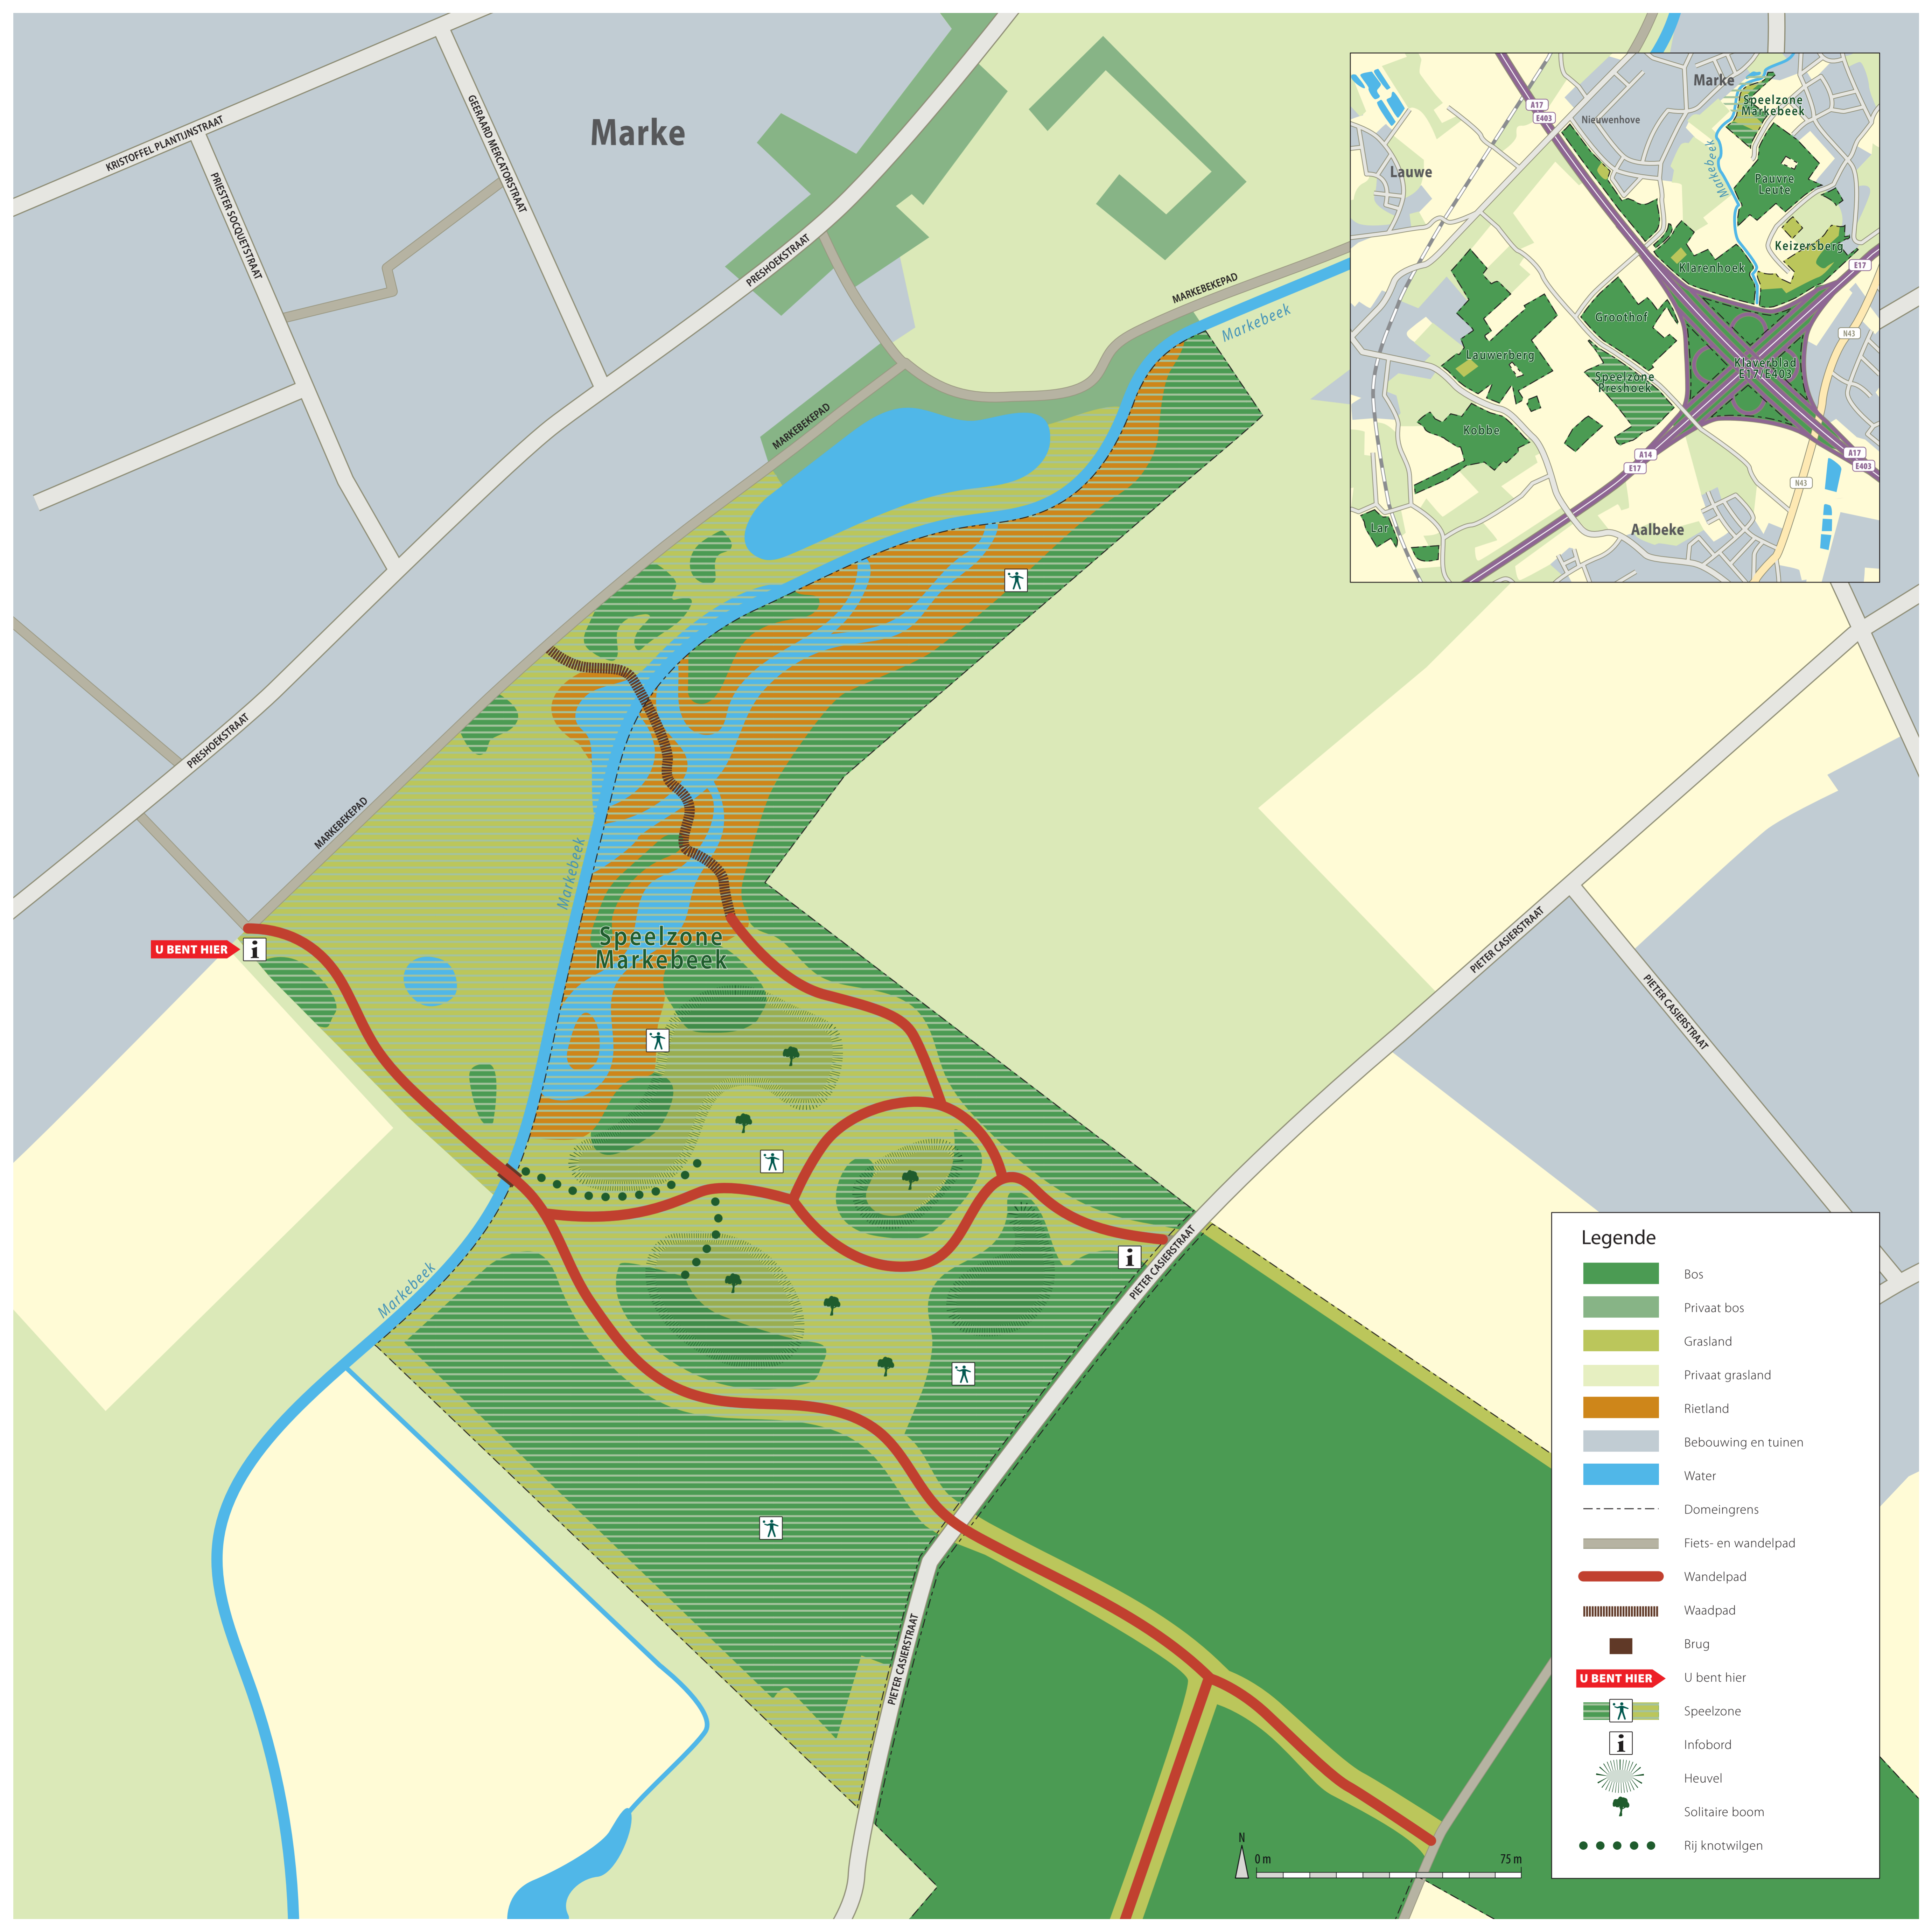 Marke
KRISTOFFEL PLANTIJNSTRAAT
GEERAARD MERCATORSTRAAT
PRIESTER SOCQUETSTRAAT
PRESHOEKSTRAAT
MARKEBEKEPAD
Markebeek
MARKEBEKEPAD
PRESHOEKSTRAAT
MARKEBEKEPAD
Markebeek
U BENT HIER
i
Speelzone
Markebeek
PIETER CASIERSTRAAT
PIETER CASIERSTRAAT
Markebeek
i
PIETER CASIERSTRAAT
PIETER CASIERSTRAAT
N
0 m
75 m
Marke
A17
E403
Nieuwenhove
Speelzone
Markebeek
Markebeek
Lauwe
Pauvre
Leute
Keizersberg
Klarenhoek
E17
Groothof
N43
Lauwerberg
Klaverblad
E17/E403
Speelzone
Preshoek
Kobbe
A14
E17
A17
E403
N43
Lar
Aalbeke
Legende
Bos
Privaat bos
Grasland
Privaat grasland
Rietland
Bebouwing en tuinen
Water
Domeingrens
Fiets- en wandelpad
Wandelpad
Waadpad
Brug
U BENT HIER U bent hier
Speelzone
i Infobord
Heuvel
Solitaire boom
Rij knotwilgen